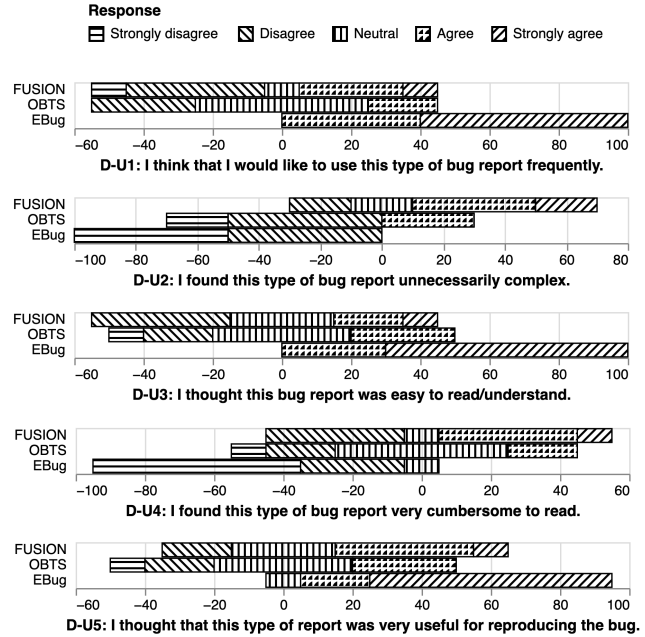 Response
Strongly disagree Disagree Neutral Agree Strongly agree
FUSION
OBTS
EBug
−60 −40 −20 0 20 40 60 80 100
D-U1: I think that I would like to use this type of bug report frequently.
FUSION
OBTS
EBug
−100 −80 −60 −40 −20 0 20 40 60 80
D-U2: I found this type of bug report unnecessarily complex.
FUSION
OBTS
EBug
−60 −40 −20 0 20 40 60 80 100
D-U3: I thought this bug report was easy to read/understand.
FUSION
OBTS
EBug
−100 −80 −60 −40 −20 0 20 40 60
D-U4: I found this type of bug report very cumbersome to read.
FUSION
OBTS
EBug
−60 −40 −20 0 20 40 60 80 100
D-U5: I thought that this type of report was very useful for reproducing the bug.